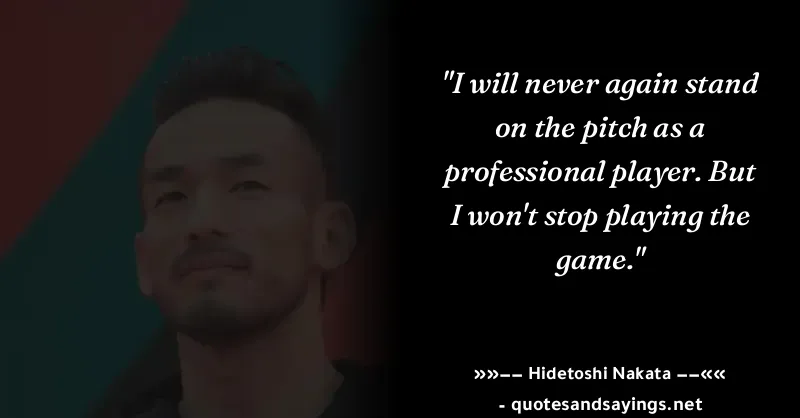 "I will never again stand
on the pitch as a
professional player. But
I won't stop playing the
game."
»»−− Hidetoshi Nakata −−««
- quotesandsayings.net